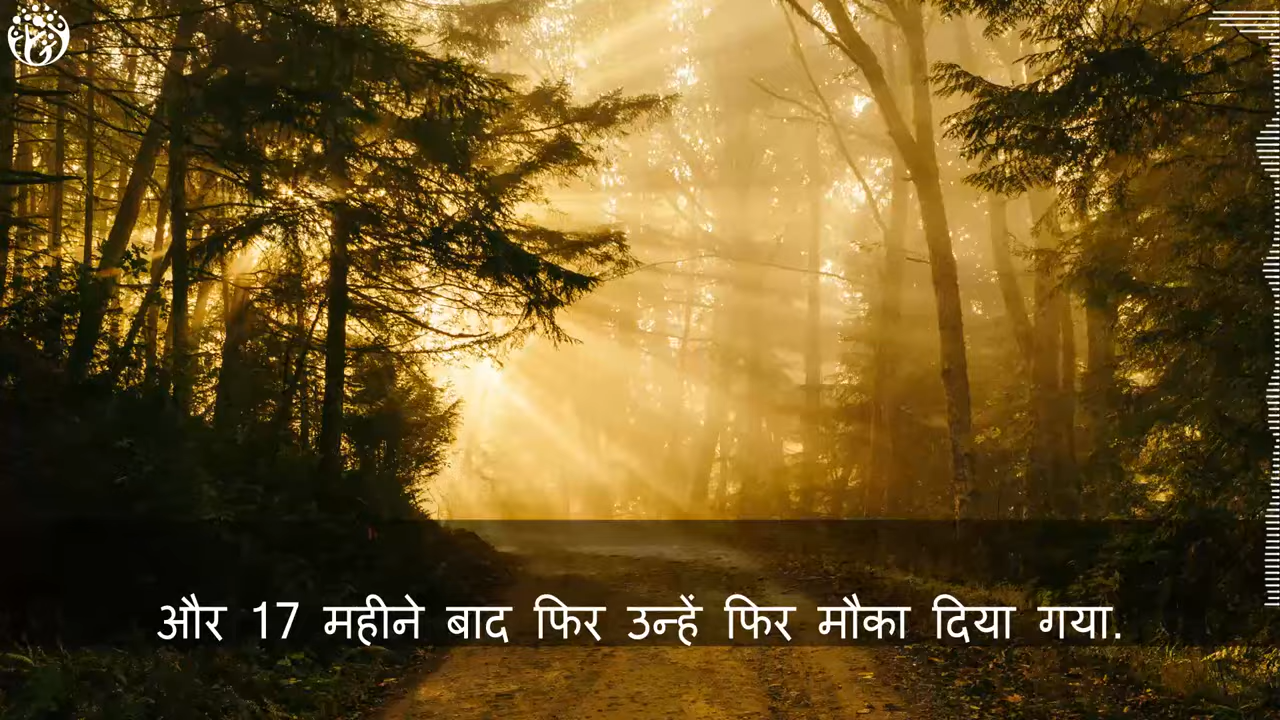 और 17 महीने बाद फिर उन्हें फिर मौका दिया गया.